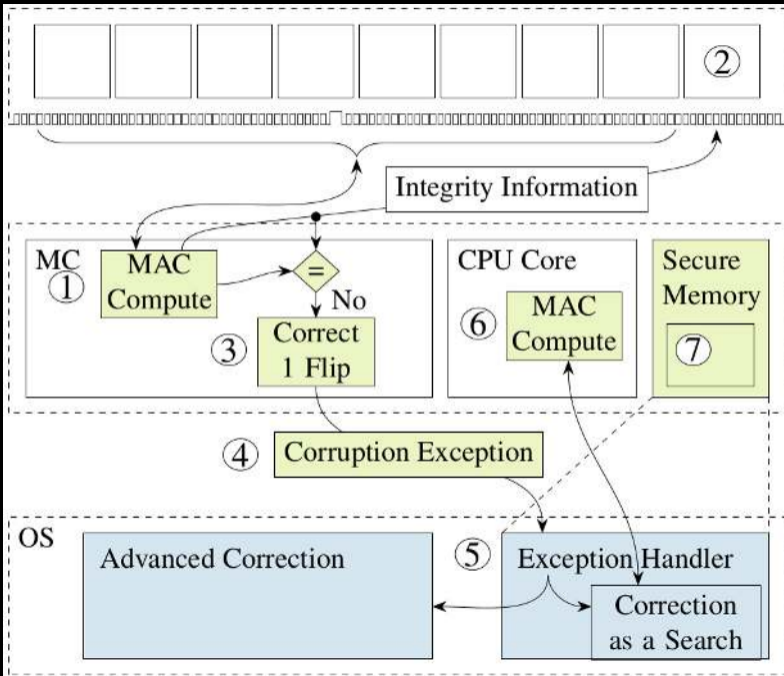 ②
Integrity Information
MC
①
MAC
Compute
=
No
③
Correct
1 Flip
CPU Core
⑥
MAC
Compute
Secure
Memory
⑦
④
Corruption Exception
OS
Advanced Correction
⑤
Exception Handler
Correction
as a Search